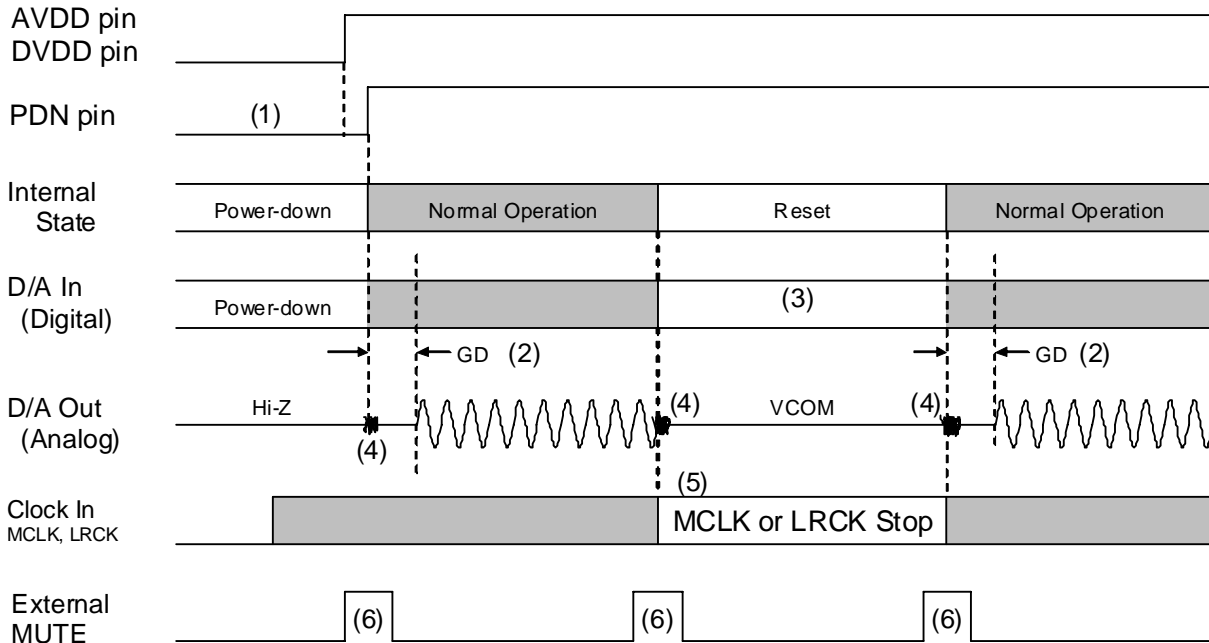 AVDD pin
DVDD pin
PDN pin
(1)
Internal
State
Power-down
Normal Operation
Reset
Normal Operation
D/A In
(Digital)
Power-down
(3)
GD (2)
GD (2)
D/A Out
(Analog)
Hi-Z
(4)
(4)
VCOM
(4)
Clock In
MCLK, LRCK
(5)
MCLK or LRCK Stop
External
MUTE
(6)
(6)
(6)